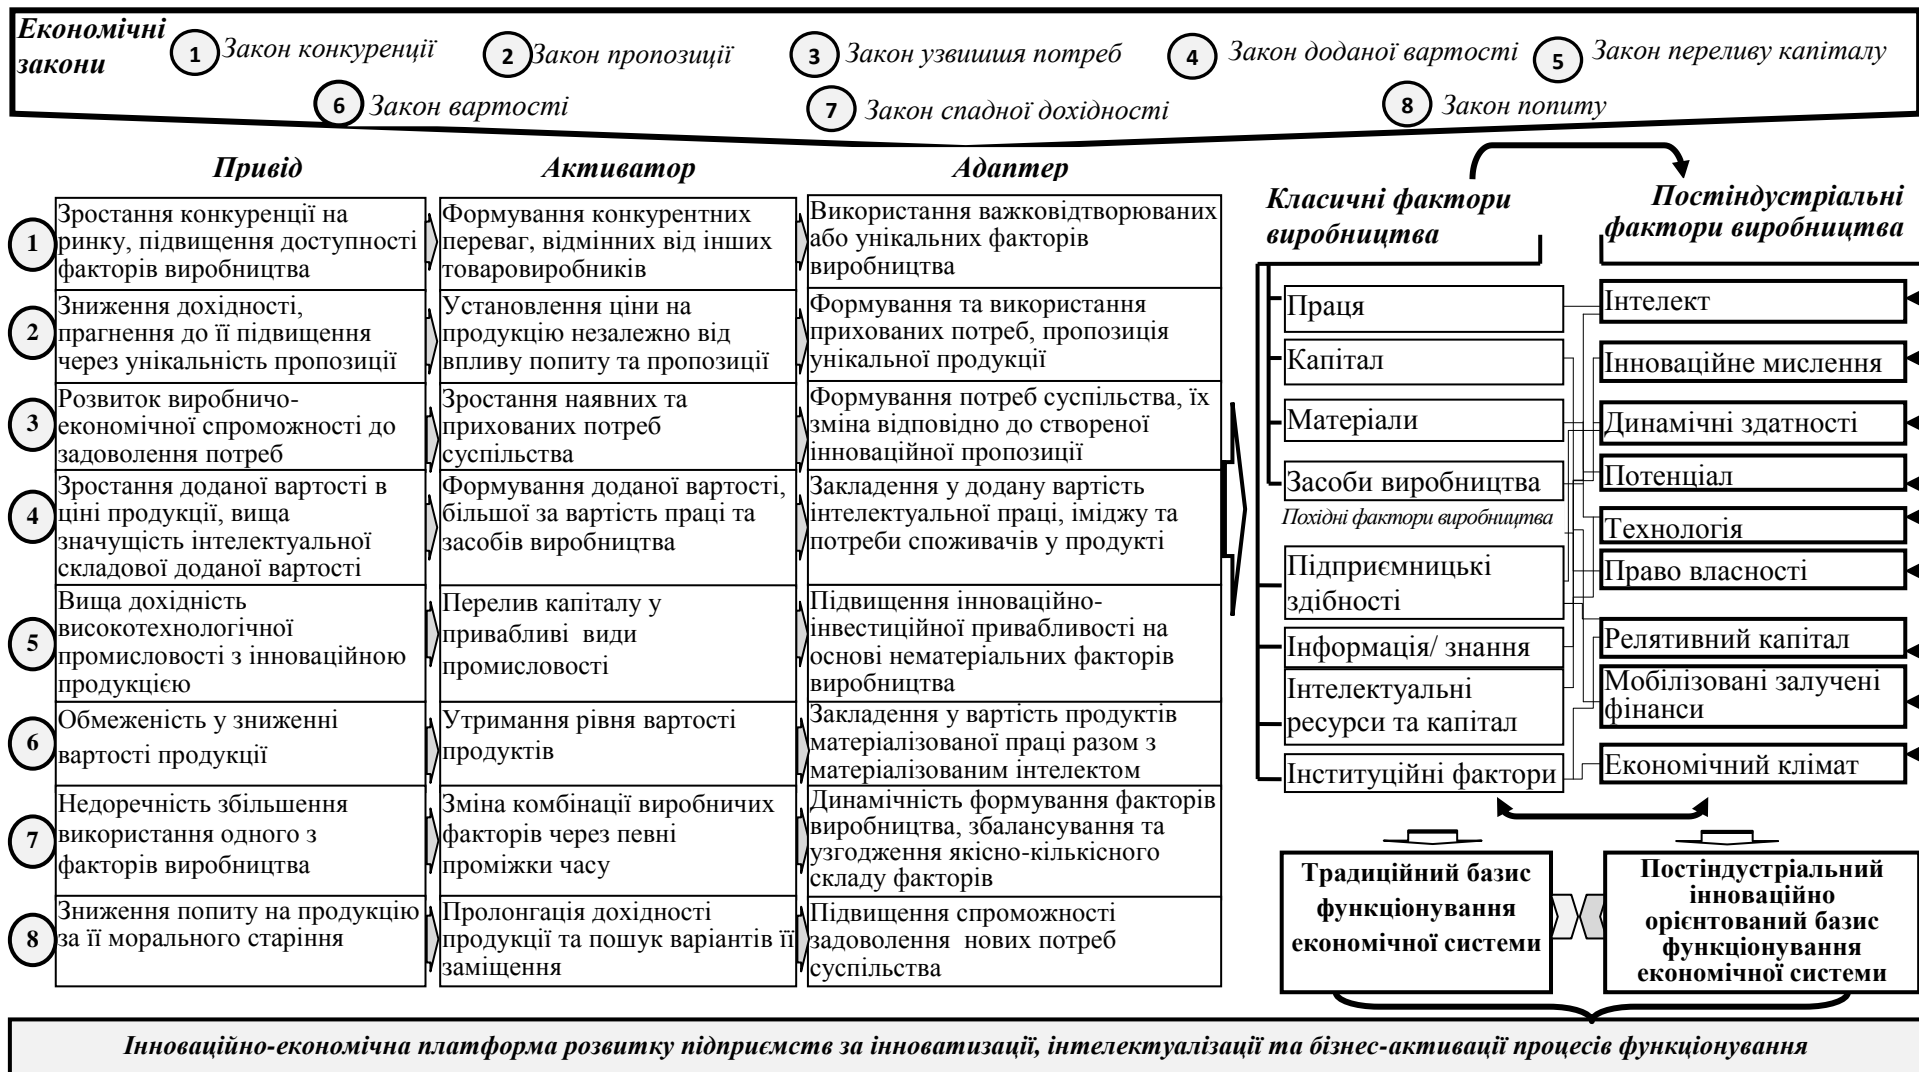 Економічні
закони
1 Закон конкуренції
2 Закон пропозиції
3 Закон узвишшя потреб
4 Закон доданої вартості
5 Закон переливу капіталу
6 Закон вартості
7 Закон спадної дохідності
8 Закон попиту
Привід
Активатор
Адаптер
1
Зростання конкуренції на
ринку, підвищення доступності
факторів виробництва
Формування конкурентних
переваг, відмінних від інших
товаровиробників
Використання важковідтворюваних
або унікальних факторів
виробництва
2
Зниження дохідності,
прагнення до її підвищення
через унікальність пропозиції
Установлення ціни на
продукцію незалежно від
впливу попиту та пропозиції
Формування та використання
прихованих потреб, пропозиція
унікальної продукції
3
Розвиток виробничо-
економічної спроможності до
задоволення потреб
Зростання наявних та
прихованих потреб
суспільства
Формування потреб суспільства, їх
зміна відповідно до створеної
інноваційної пропозиції
4
Зростання доданої вартості в
ціні продукції, вища
значущість інтелектуальної
складової доданої вартості
Формування доданої вартості,
більшої за вартість праці та
засобів виробництва
Закладення у додану вартість
інтелектуальної праці, іміджу та
потреби споживачів у продукті
5
Вища дохідність
високотехнологічної
промисловості з інноваційною
продукцією
Перелив капіталу у
привабливі види
промисловості
Підвищення інноваційно-
інвестиційної привабливості на
основі нематеріальних факторів
виробництва
6
Обмеженість у зниженні
вартості продукції
Утримання рівня вартості
продуктів
Закладення у вартість продуктів
матеріалізованої праці разом з
матеріалізованим інтелектом
7
Недоречність збільшення
використання одного з
факторів виробництва
Зміна комбінації виробничих
факторів через певні
проміжки часу
Динамічність формування факторів
виробництва, збалансування та
узгодження якісно-кількісного
складу факторів
8
Зниження попиту на продукцію
за її морального старіння
Пролонгація дохідності
продукції та пошук варіантів її
заміщення
Підвищення спроможності
задоволення нових потреб
суспільства
Класичні фактори
виробництва
Праця
Капітал
Матеріали
Засоби виробництва
Похідні фактори виробництва
Підприємницькі
здібності
Інформація/ знання
Інтелектуальні
ресурси та капітал
Інституційні фактори
Постіндустріальні
фактори виробництва
Інтелект
Інноваційне мислення
Динамічні здатності
Потенціал
Технологія
Право власності
Релятивний капітал
Мобілізовані залучені
фінанси
Економічний клімат
Традиційний базис
функціонування
економічної системи
Постіндустріальний
інноваційно
орієнтований базис
функціонування
економічної системи
Інноваційно-економічна платформа розвитку підприємств за інноватизації, інтелектуалізації та бізнес-активації процесів функціонування